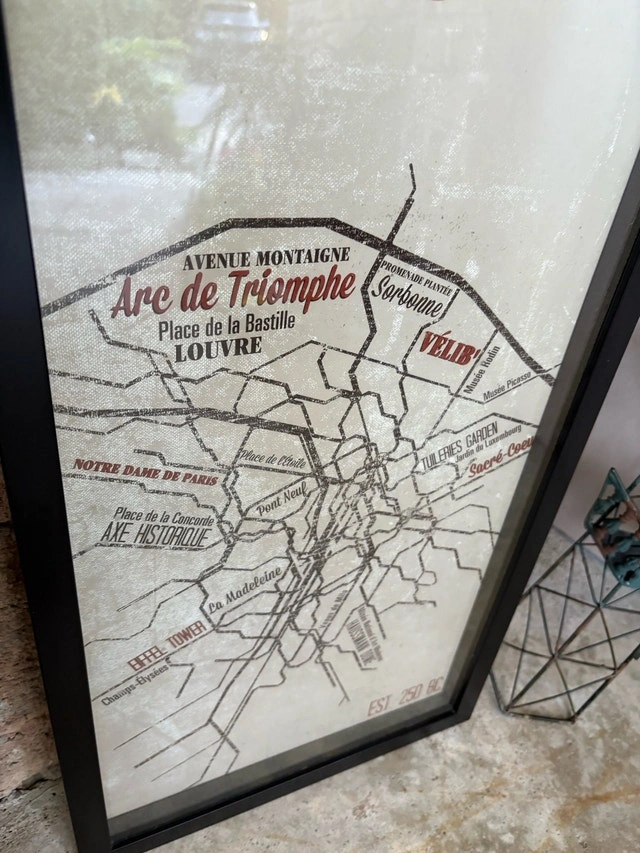 AVENUE MONTAIGNE
Arc de Triomphe
Place de la Bastille
LOUVRE
PROMENADE PLANTÉE
Sorbonne
VÉLIB'
Musée Rodin
Musée Picasso
TUILERIES GARDEN
Jardin de Luxembourg
Sacré-Coeu
NOTRE DAME DE PARIS
Place de l'Étoile
Pont Neuf
Place de la Concorde
AXE HISTORIQUE
La Madeleine
EIFFEL TOWER
Champs-Élysées
EST 250 BC